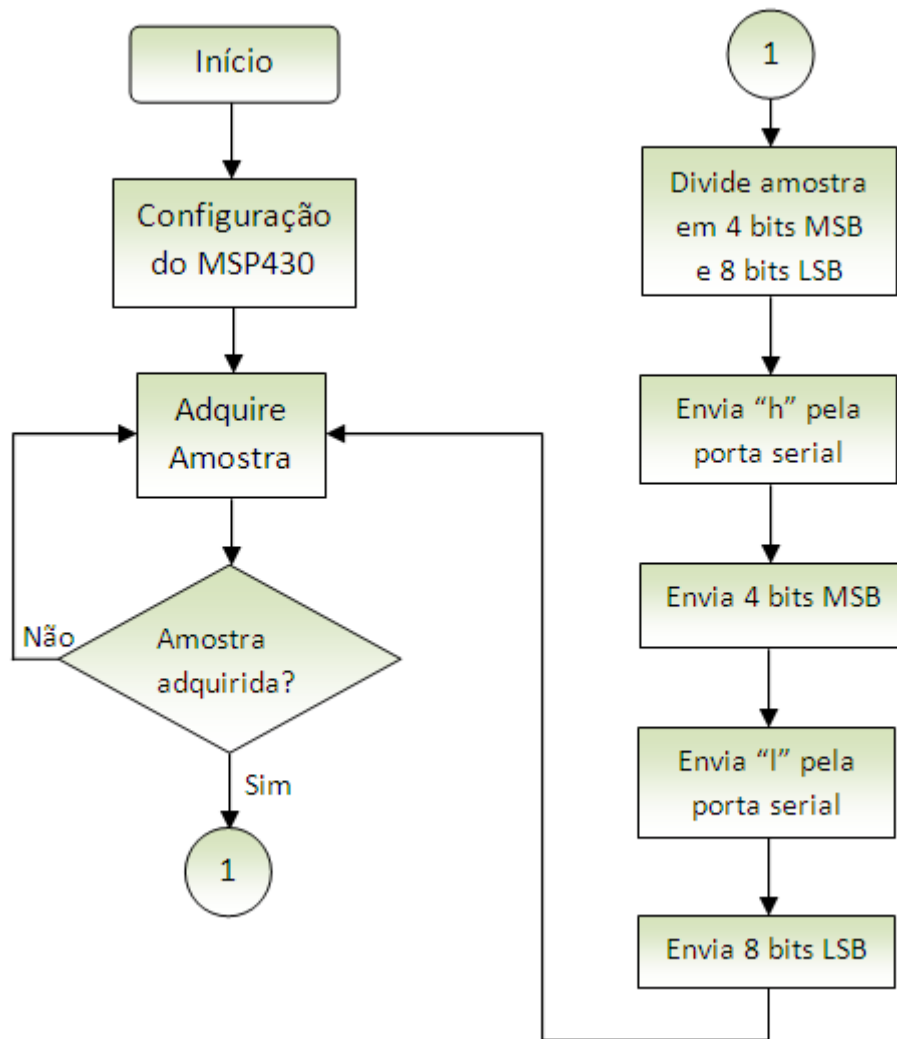 Início
Configuração
do MSP430
Adquire
Amostra
Não
Amostra
adquirida?
Sim
1
1
Divide amostra
em 4 bits MSB
e 8 bits LSB
Envia “h” pela
porta serial
Envia 4 bits MSB
Envia “l” pela
porta serial
Envia 8 bits LSB